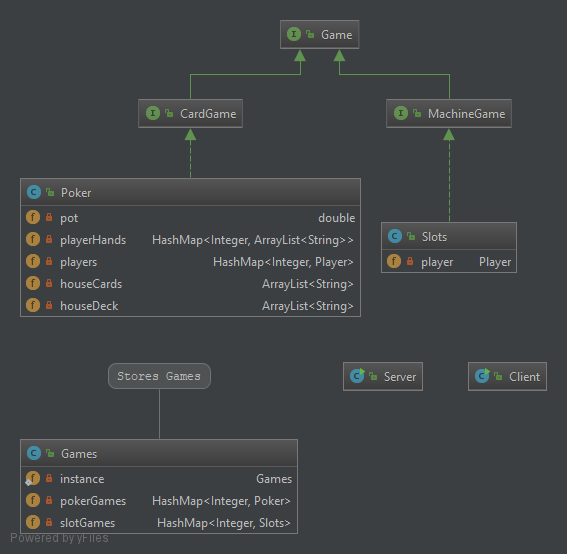 Game
CardGame
MachineGame
Poker
pot double
playerHands HashMap<Integer, ArrayList<String>>
players HashMap<Integer, Player>
houseCards ArrayList<String>
houseDeck ArrayList<String>
Slots
player Player
Stores Games
Server
Client
Games
instance Games
pokerGames HashMap<Integer, Poker>
slotGames HashMap<Integer, Slots>
Powered by yFiles